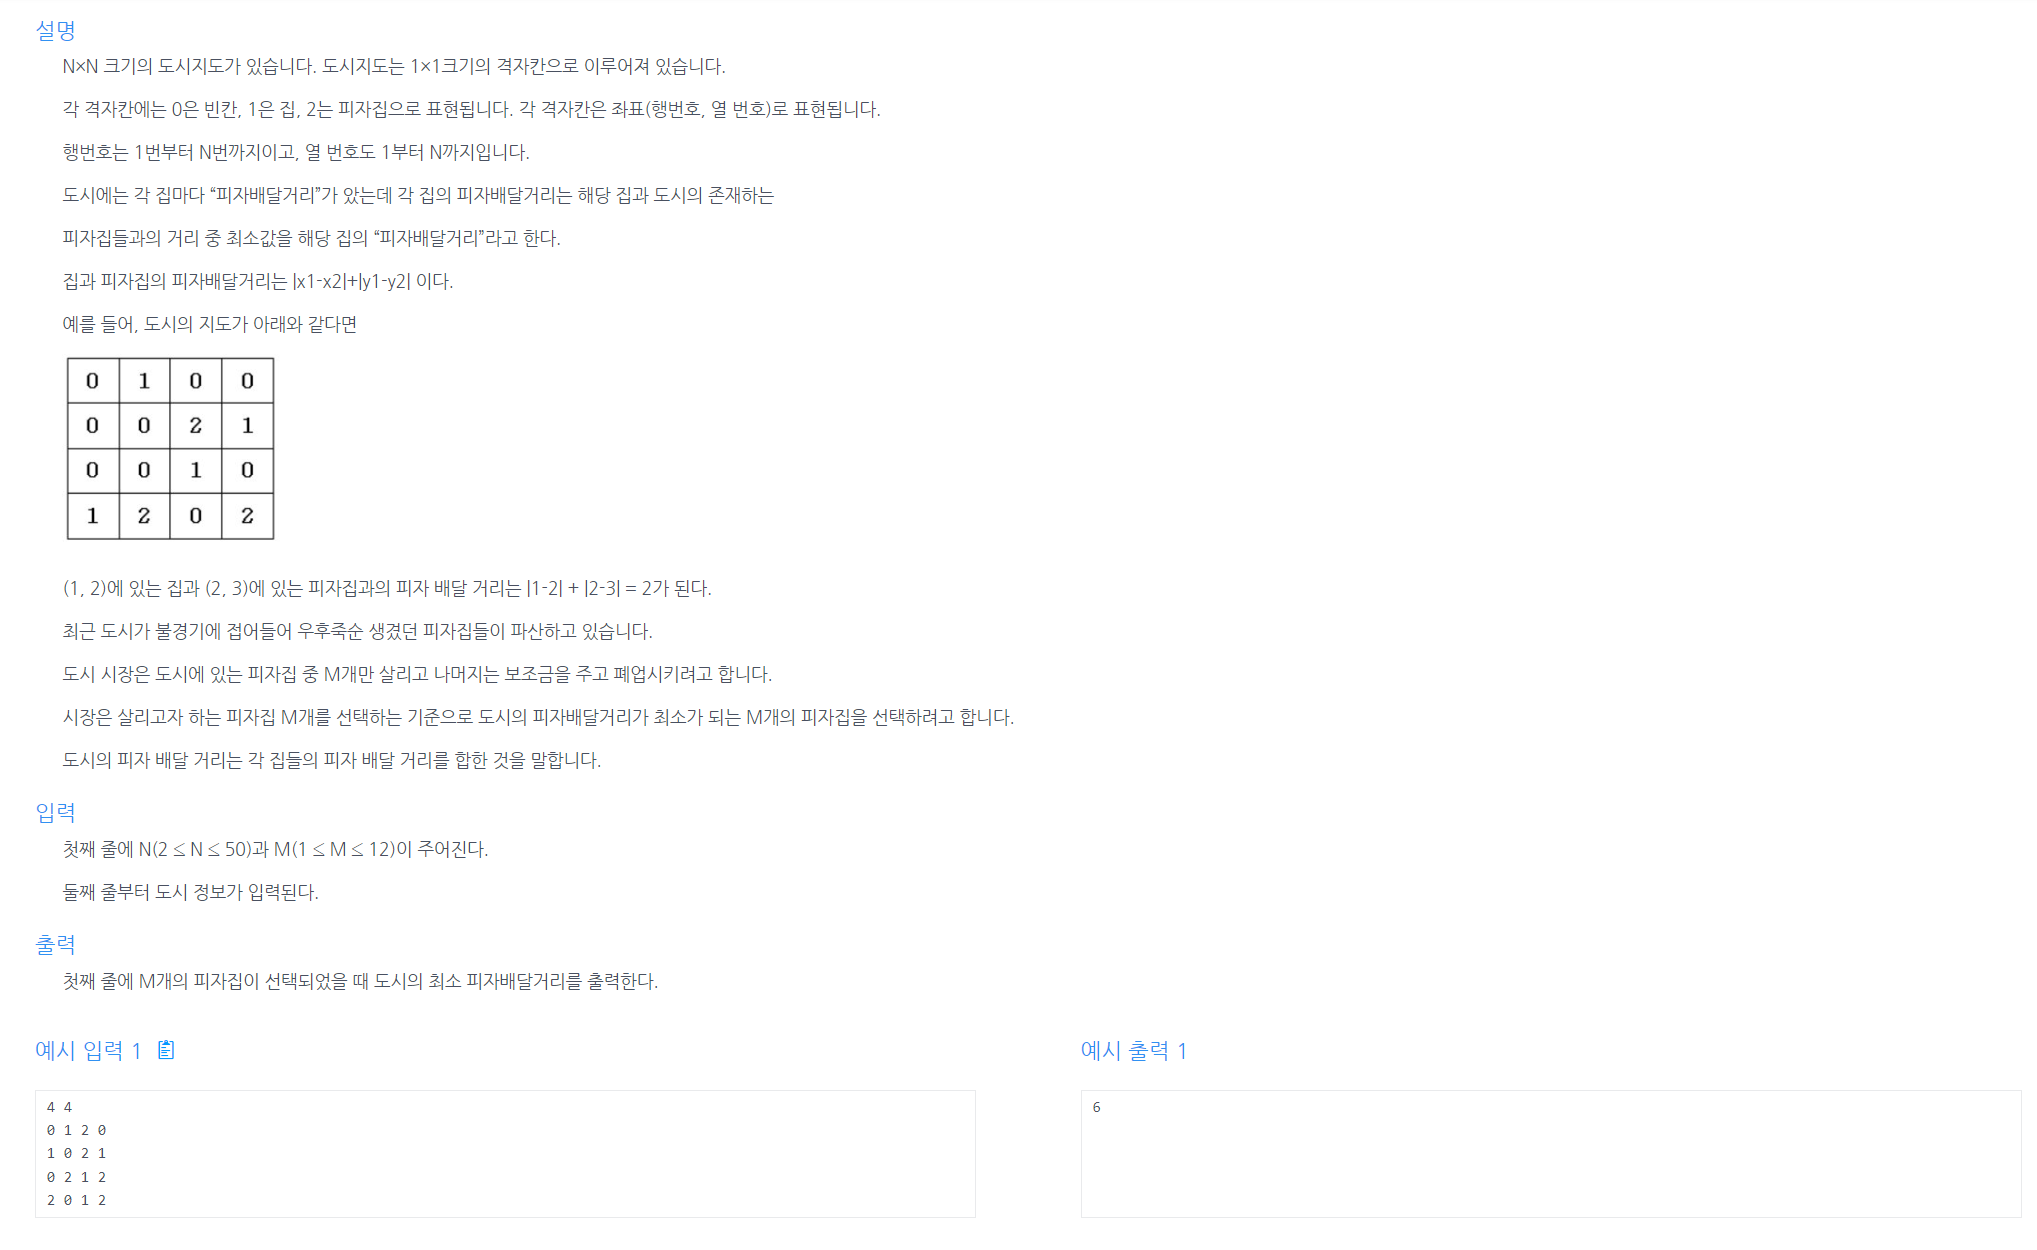 설명
N×N 크기의 도시지도가 있습니다. 도시지도는 1×1크기의 격자칸으로 이루어져 있습니다.
각 격자칸에는 0은 빈칸, 1은 집, 2는 피자집으로 표현됩니다. 각 격자칸은 좌표(행번호, 열 번호)로 표현됩니다.
행번호는 1번부터 N번까지이고, 열 번호도 1부터 N까지입니다.
도시에는 각 집마다 “피자배달거리”가 았는데 각 집의 피자배달거리는 해당 집과 도시의 존재하는
피자집들과의 거리 중 최소값을 해당 집의 “피자배달거리”라고 한다.
집과 피자집의 피자배달거리는 |x1-x2|+|y1-y2| 이다.
예를 들어, 도시의 지도가 아래와 같다면
0 1 0 0
0 0 2 1
0 0 1 0
1 2 0 2
(1, 2)에 있는 집과 (2, 3)에 있는 피자집과의 피자 배달 거리는 |1-2| + |2-3| = 2가 된다.
최근 도시가 불경기에 접어들어 우후죽순 생겼던 피자집들이 파산하고 있습니다.
도시 시장은 도시에 있는 피자집 중 M개만 살리고 나머지는 보조금을 주고 폐업시키려고 합니다.
시장은 살리고자 하는 피자집 M개를 선택하는 기준으로 도시의 피자배달거리가 최소가 되는 M개의 피자집을 선택하려고 합니다.
도시의 피자 배달 거리는 각 집들의 피자 배달 거리를 합한 것을 말합니다.
입력
첫째 줄에 N(2 ≤ N ≤ 50)과 M(1 ≤ M ≤ 12)이 주어진다.
둘째 줄부터 도시 정보가 입력된다.
출력
첫째 줄에 M개의 피자집이 선택되었을 때 도시의 최소 피자배달거리를 출력한다.
예시 입력 1
4 4
0 1 2 0
1 0 2 1
0 2 1 2
2 0 1 2
예시 출력 1
6